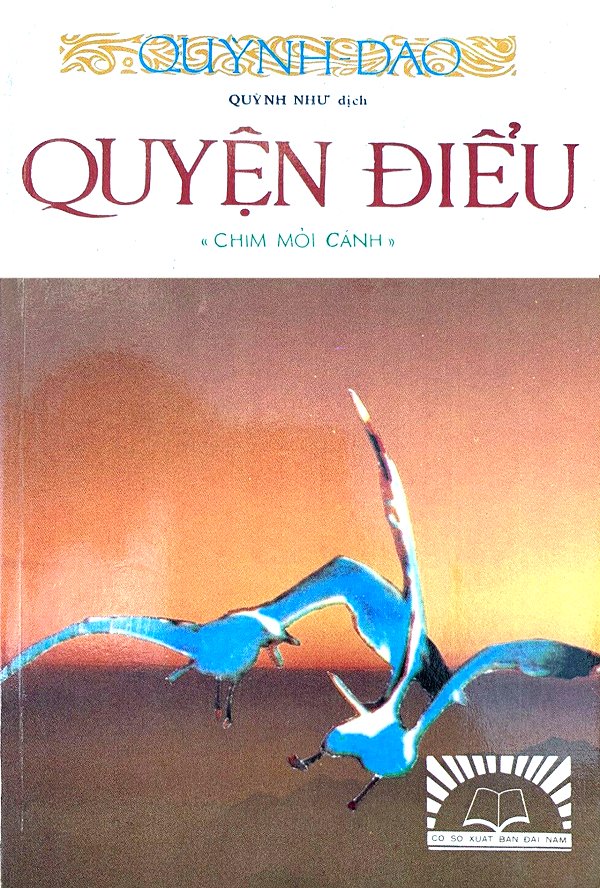 QUỲNH-DAO
QUỲNH NHƯ dịch
QUYỆN ĐIỂU
« CHIM MỎI CÁNH »
CƠ SỞ XUẤT BẢN ĐẠI NAM